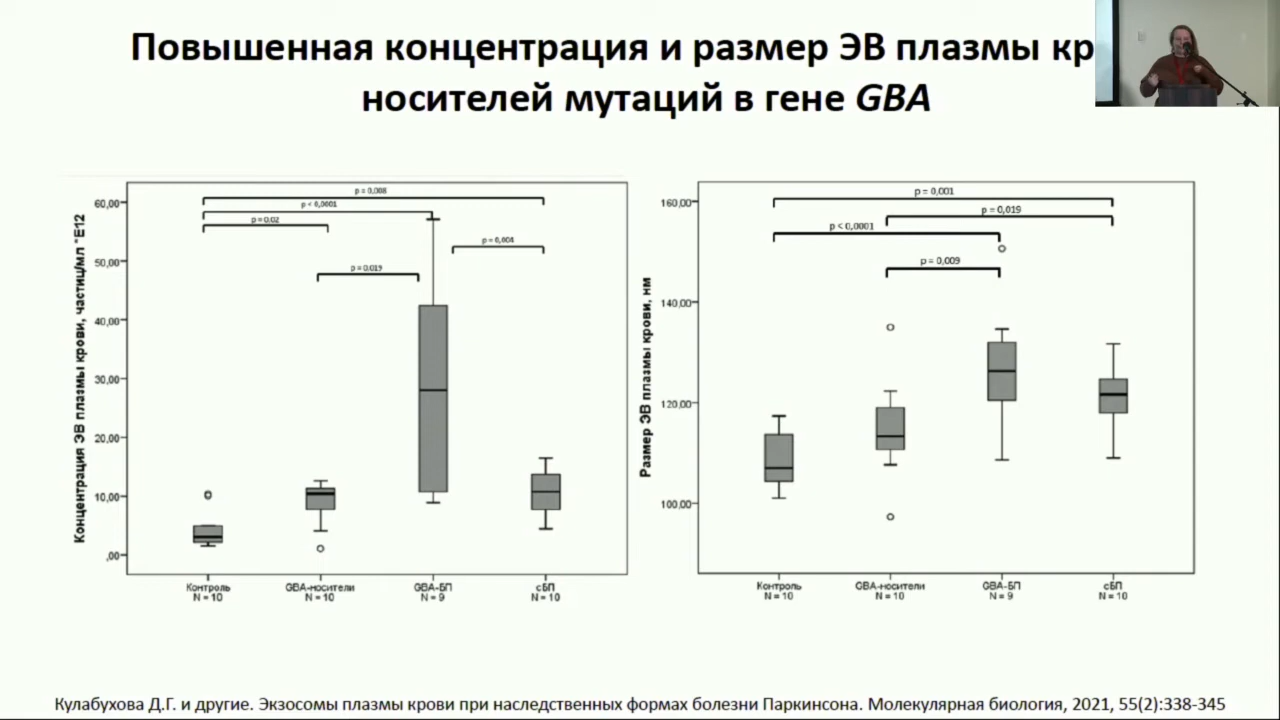 Повышенная концентрация и размер ЭВ плазмы кр
носителей мутаций в гене GBA
p = 0,008
p < 0,0001
p = 0,02
p = 0,004
p = 0,019
Концентрация ЭВ плазмы крови, частиц/мл *E12
60,00
50,00
40,00
30,00
20,00
10,00
,00
Контроль
N = 10
GBA-носители
N = 10
GBA-БП
N = 9
сБП
N = 10
p = 0,001
p = 0,019
p < 0,0001
p = 0,009
Размер ЭВ плазмы крови, нм
160,00
140,00
120,00
100,00
Контроль
N = 10
GBA-носители
N = 10
GBA-БП
N = 9
сБП
N = 10
Кулабухова Д.Г. и другие. Экзосомы плазмы крови при наследственных формах болезни Паркинсона. Молекулярная биология, 2021, 55(2):338-345